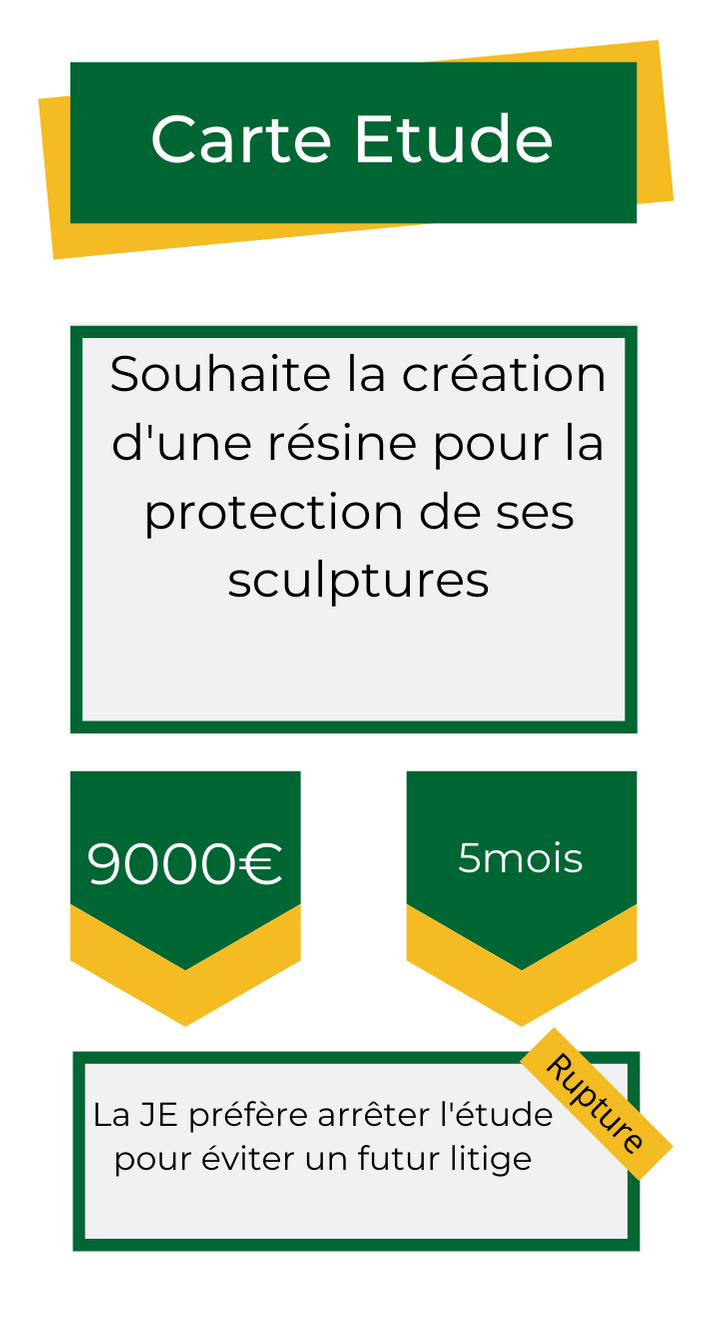 Carte Etude
Souhaite la création
d'une résine pour la
protection de ses
sculptures
9000€
5mois
Rupture
La JE préfère arrêter l'étude
pour éviter un futur litige